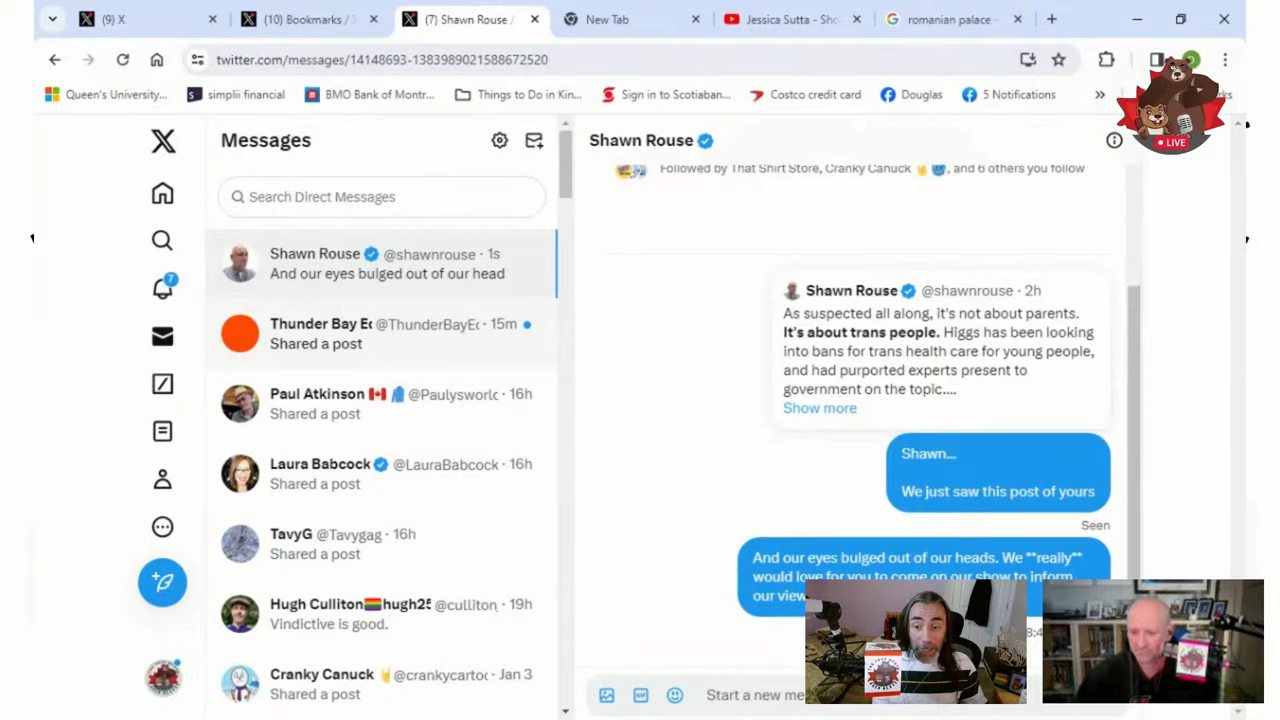 (9) X
(10) Bookmarks /
(7) Shawn Rouse /
New Tab
Jessica Sutta - Sho
romanian palace -
twitter.com/messages/14148693-1383989021588672520
Queen's University...
simplii financial
BMO Bank of Montr...
Things to Do in Kin...
Sign in to Scotiaban...
Costco credit card
Douglas
5 Notifications
»
LIVE
Messages
Search Direct Messages
Shawn Rouse @shawnrouse · 1s
And our eyes bulged out of our head
7
Thunder Bay Ec @ThunderBayEc · 15m
Shared a post
Paul Atkinson 🇨🇦 @Paulysworlc · 16h
Shared a post
Laura Babcock @LauraBabcock · 16h
Shared a post
TavyG @Tavygag · 16h
Shared a post
Hugh Culliton🏳️‍🌈hugh25 @culliton · 19h
Vindictive is good.
Cranky Canuck 🤘 @crankycartoo · Jan 3
Shared a post
Shawn Rouse
Followed by That Shirt Store, Cranky Canuck 🤘, and 6 others you follow
Shawn Rouse @shawnrouse · 2h
As suspected all along, it's not about parents.
It's about trans people. Higgs has been looking
into bans for trans health care for young people,
and had purported experts present to
government on the topic....
Show more
Shawn...
We just saw this post of yours
Seen
And our eyes bulged out of our heads. We **really**
would love for you to come on our show to inform
our view
Start a new me